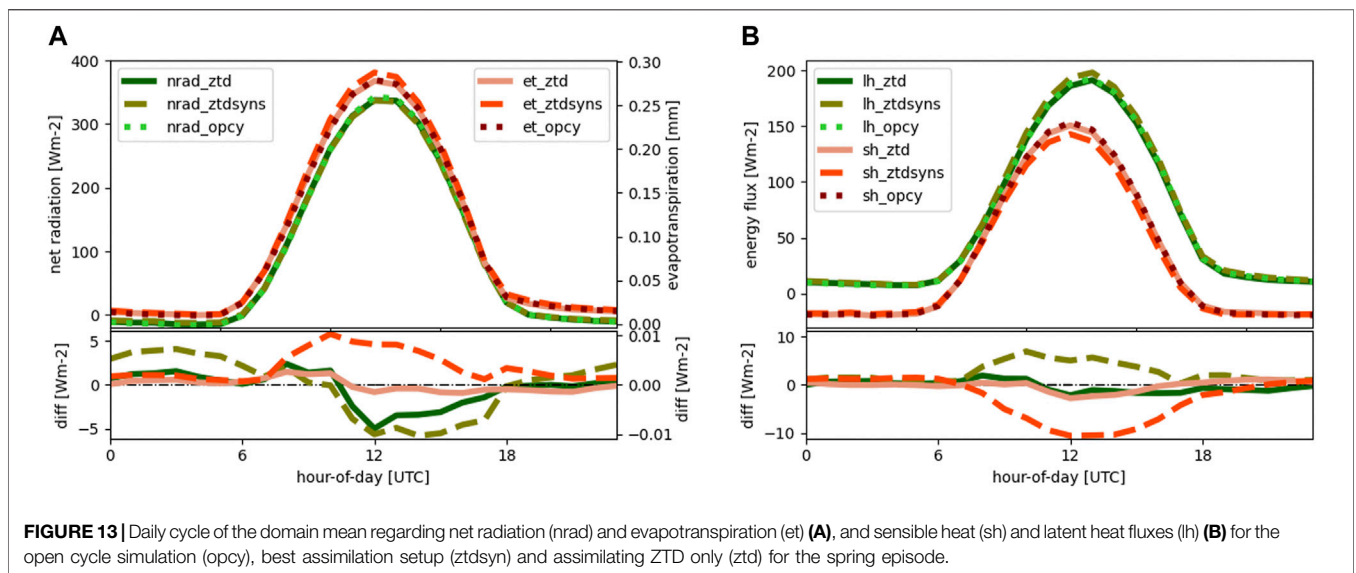 A
B
400
300
200
100
0
net radiation [Wm-2]
nrad_ztd
nrad_ztdsyns
nrad_opcy
et_ztd
et_ztdsyns
et_opcy
0.30
0.25
0.20
0.15
0.10
0.05
0.00
evapotranspiration [mm]
5
0
−5
diff [Wm-2]
0.01
0.00
−0.01
diff [Wm-2]
0
6
12
18
hour-of-day [UTC]
200
150
100
50
0
energy flux [Wm-2]
lh_ztd
lh_ztdsyns
lh_opcy
sh_ztd
sh_ztdsyns
sh_opcy
10
0
−10
diff [Wm-2]
0
6
12
18
hour-of-day [UTC]
FIGURE 13 | Daily cycle of the domain mean regarding net radiation (nrad) and evapotranspiration (et) (A), and sensible heat (sh) and latent heat fluxes (lh) (B) for the
open cycle simulation (opcy), best assimilation setup (ztdsyn) and assimilating ZTD only (ztd) for the spring episode.